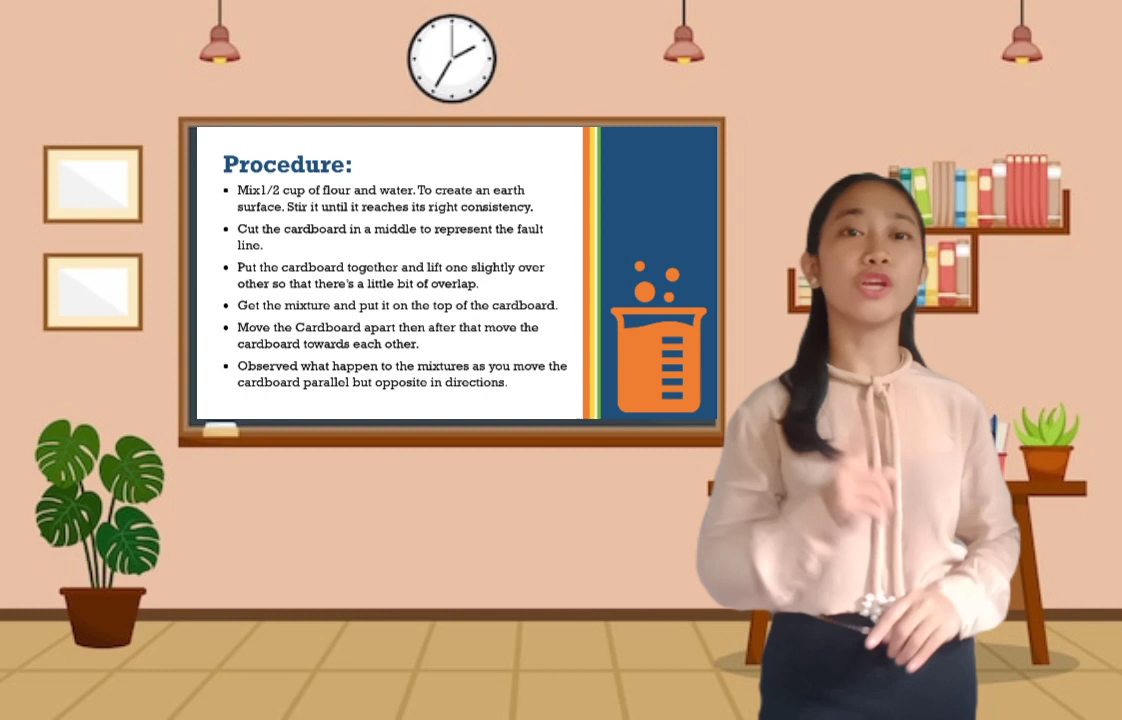 Procedure:
• Mix1/2 cup of flour and water. To create an earth
surface. Stir it until it reaches its right consistency.
• Cut the cardboard in a middle to represent the fault
line.
• Put the cardboard together and lift one slightly over
other so that there's a little bit of overlap.
• Get the mixture and put it on the top of the cardboard.
• Move the Cardboard apart then after that move the
cardboard towards each other.
• Observed what happen to the mixtures as you move the
cardboard parallel but opposite in directions.